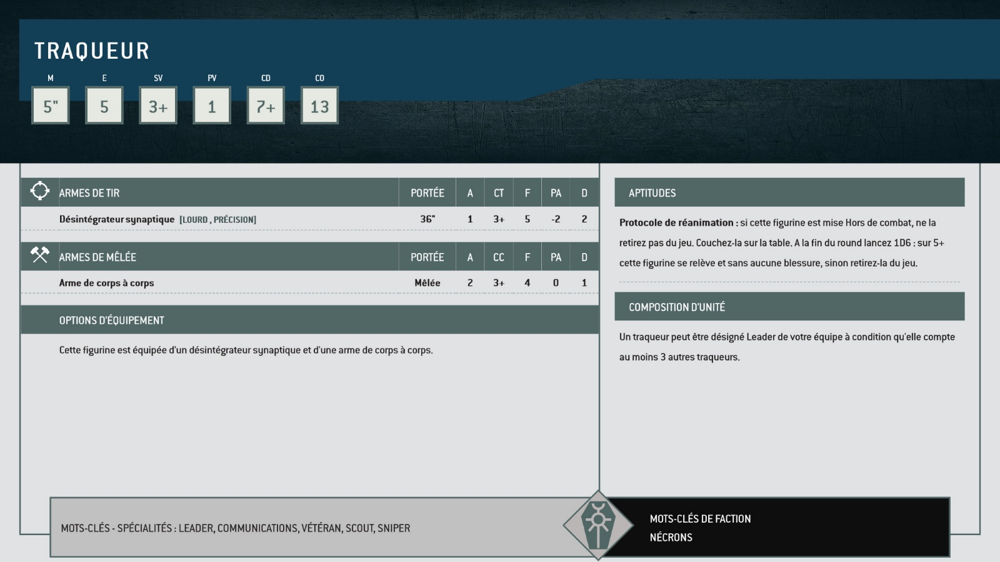 TRAQUEUR
M E SV PV CD CO
5" 5 3+ 1 7+ 13
ARMES DE TIR PORTÉE A CT F PA D
Désintégrateur synaptique [LOURD , PRÉCISION] 36" 1 3+ 5 -2 2
ARMES DE MÊLÉE PORTÉE A CC F PA D
Arme de corps à corps Mêlée 2 3+ 4 0 1
OPTIONS D'ÉQUIPEMENT
Cette figurine est équipée d'un désintégrateur synaptique et d'une arme de corps à corps.
APTITUDES
Protocole de réanimation : si cette figurine est mise Hors de combat, ne la
retirez pas du jeu. Couchez-la sur la table. A la fin du round lancez 1D6 : sur 5+
cette figurine se relève et sans aucune blessure, sinon retirez-la du jeu.
COMPOSITION D'UNITÉ
Un traqueur peut être désigné Leader de votre équipe à condition qu'elle compte
au moins 3 autres traqueurs.
MOTS-CLÉS - SPÉCIALITÉS : LEADER, COMMUNICATIONS, VÉTÉRAN, SCOUT, SNIPER
MOTS-CLÉS DE FACTION
NÉCRONS